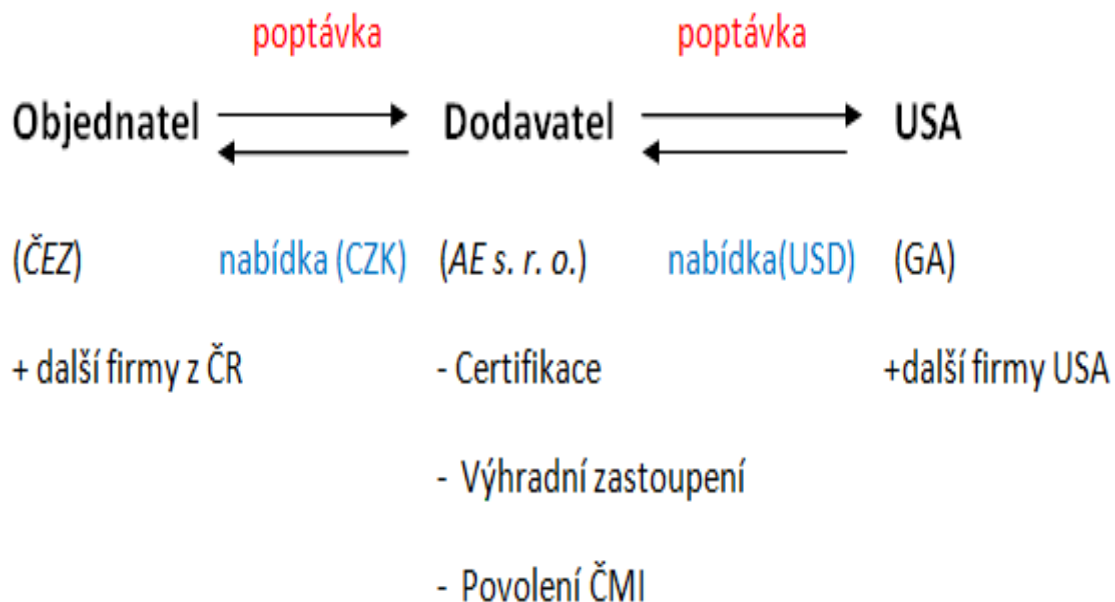 poptávka poptávka
Objednatel Dodavatel USA
(ČEZ) nabídka (CZK) (AE s. r. o.) nabídka(USD) (GA)
+ další firmy z ČR - Certifikace +další firmy USA
- Výhradní zastoupení
- Povolení ČMI